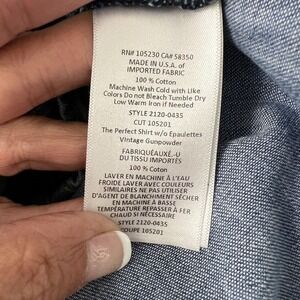 RN# 105230 CA# 58350
MADE IN U.S.A. of
IMPORTED FABRIC
100 % Cotton
Machine Wash Cold with Like
Colors Do not Bleach Tumble Dry
Low Warm Iron if Needed
STYLE 2120-0435
CUT 105201
The Perfect Shirt w/o Epaulettes
Vintage Gunpowder
FABRIQUÉAUX.É.-U
DU TISSU IMPORTÉS
100 % Coton
LAVER EN MACHINE À L'EAU
FROIDE LAVER AVEC COULEURS
SIMILAIRES NE PAS UTILISER
D'AGENT DE BLANCHIMENT SÉCHER
EN MACHINE À BASSE
TEMPÉRATURE REPASSER À FER
CHAUD SI NÉCESSAIRE
STYLE 2120-0435
COUPE 105201